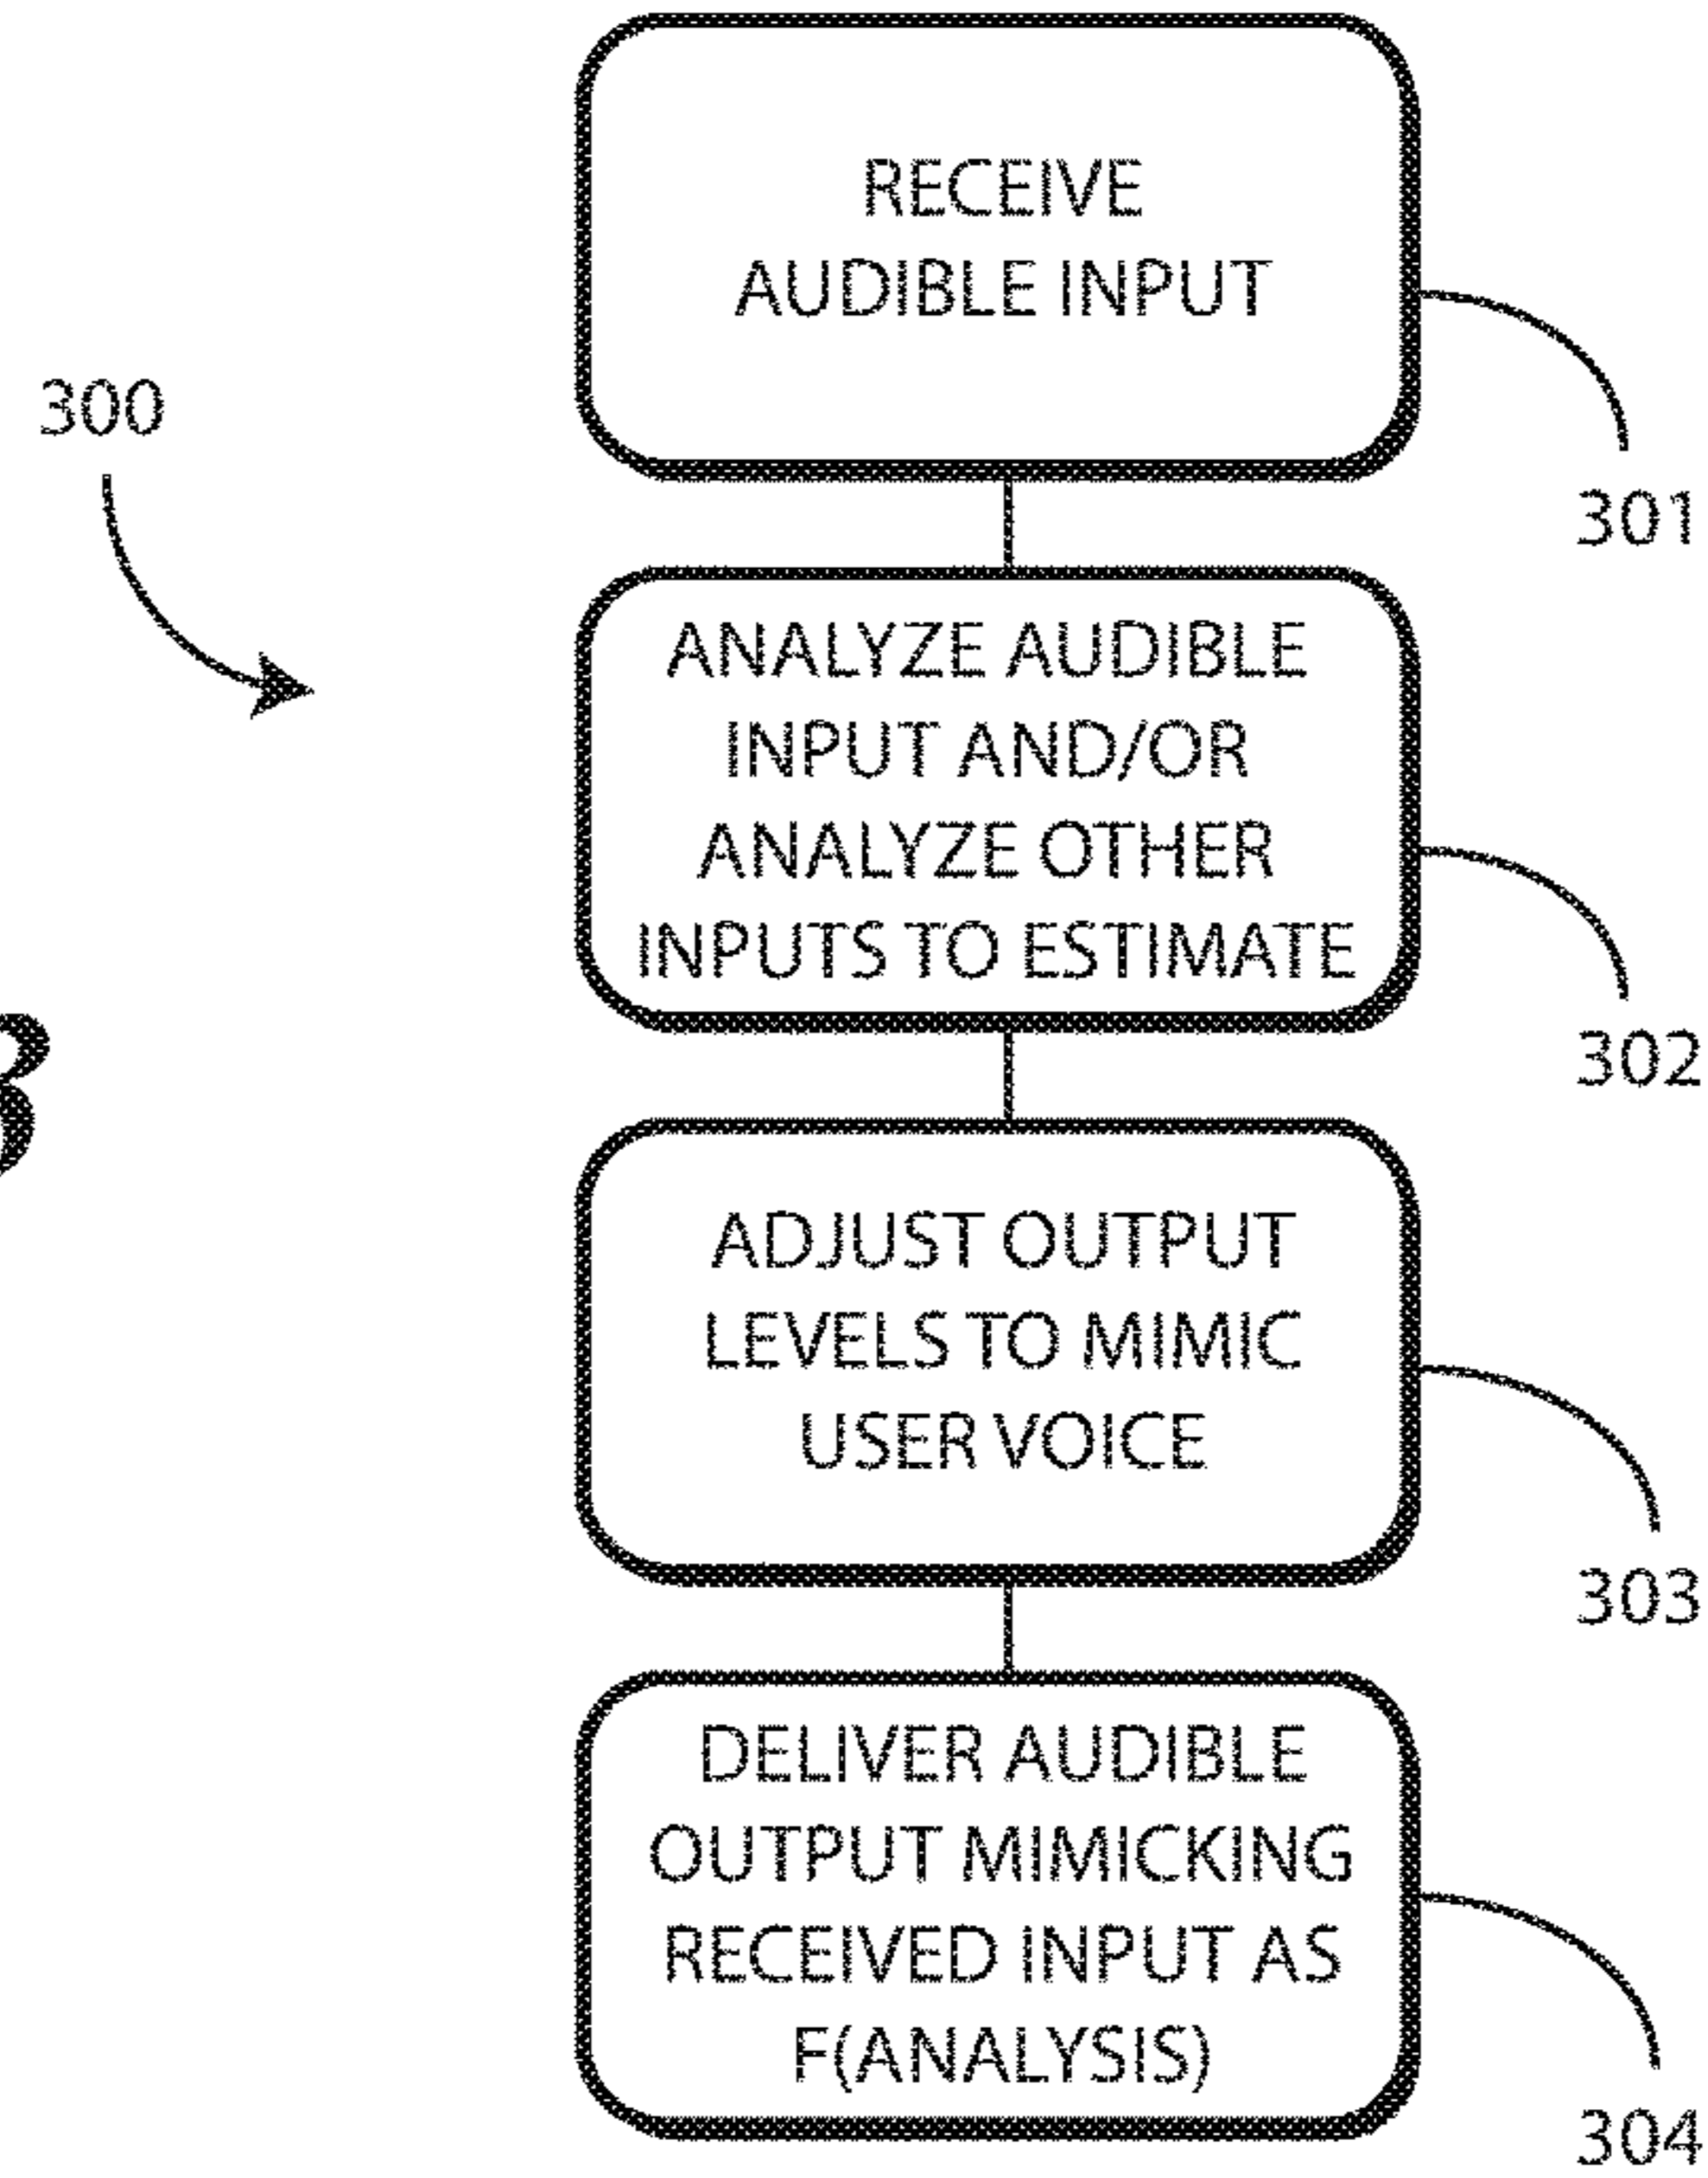 RECEIVE
AUDIBLE INPUT
300
301
ANALYZE AUDIBLE
INPUT AND/OR
ANALYZE OTHER
INPUTS TO ESTIMATE
302
3
ADJUST OUTPUT
LEVELS TO MIMIC
USER VOICE
303
DELIVER AUDIBLE
OUTPUT MIMICKING
RECEIVED INPUT AS
F(ANALYSIS)
304